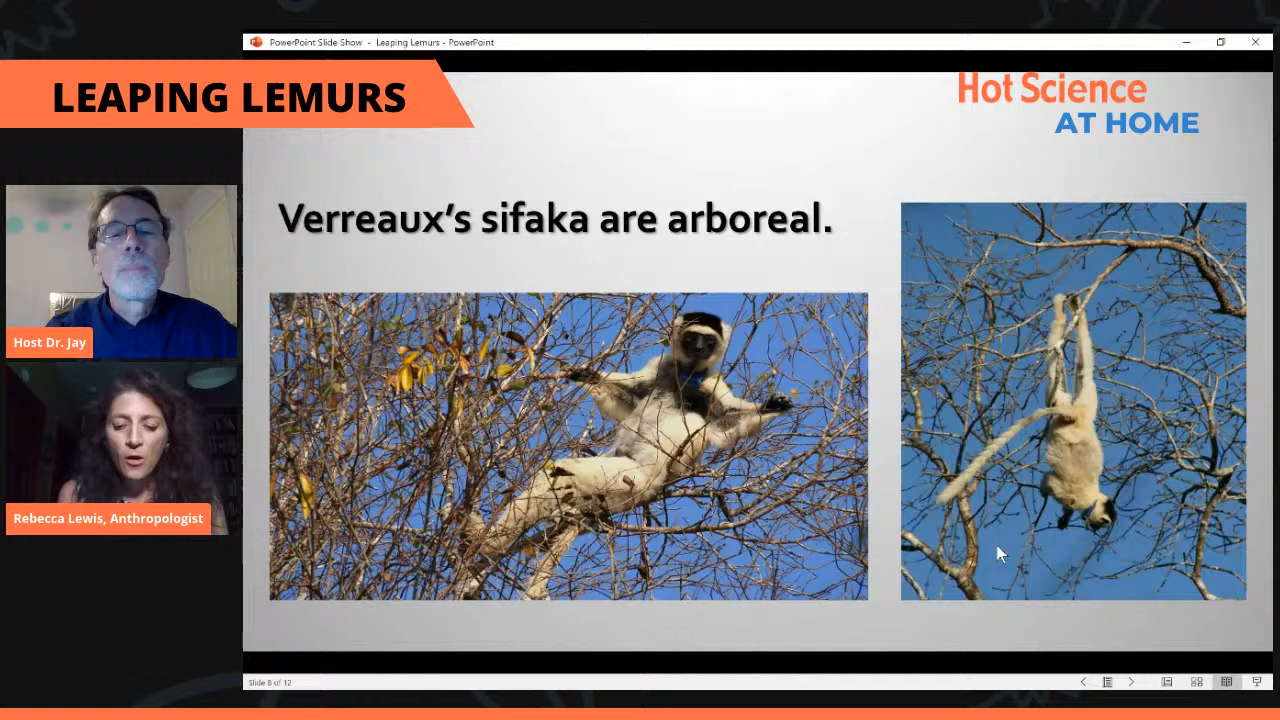 PowerPoint Slide Show - Leaping Lemurs - PowerPoint
LEAPING LEMURS
Hot Science
AT HOME
Verreaux's sifaka are arboreal.
Host Dr. Jay
Rebecca Lewis, Anthropologist
Slide 8 of 12